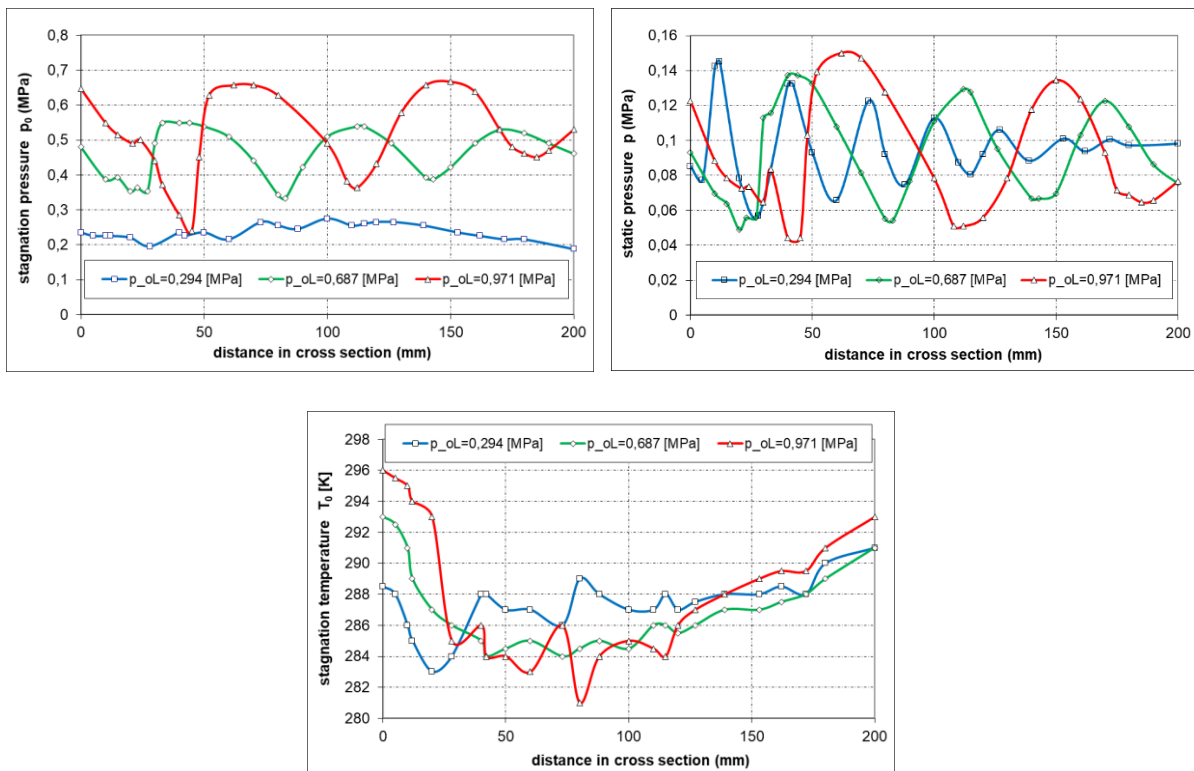 stagnation pressure p₀ (MPa)
0,8
0,7
0,6
0,5
0,4
0,3
0,2
0,1
0
p_oL=0,294 [MPa] p_oL=0,687 [MPa] p_oL=0,971 [MPa]
0 50 100 150 200
distance in cross section (mm)
static pressure p (MPa)
0,16
0,14
0,12
0,10
0,08
0,06
0,04
0,02
0,00
p_oL=0,294 [MPa] p_oL=0,687 [MPa] p_oL=0,971 [MPa]
0 50 100 150 200
distance in cross section (mm)
stagnation temperature T₀ [K]
p_oL=0,294 [MPa] p_oL=0,687 [MPa] p_oL=0,971 [MPa]
298
296
294
292
290
288
286
284
282
280
0 50 100 150 200
distance in cross section (mm)